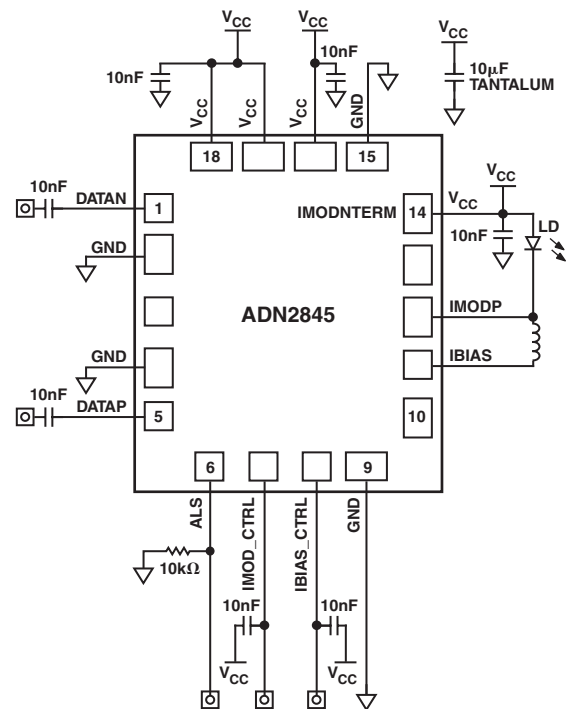 VCC
VCC
VCC
10nF
10nF
10μF
TANTALUM
VCC
VCC
VCC
GND
18
15
VCC
10nF
DATAN
1
IMODNTERM
14
VCC
LD
10nF
GND
ADN2845
IMODP
GND
IBIAS
10nF
DATAP
5
10
6
9
ALS
IMOD_CTRL
IBIAS_CTRL
GND
10kΩ
10nF
10nF
VCC
VCC